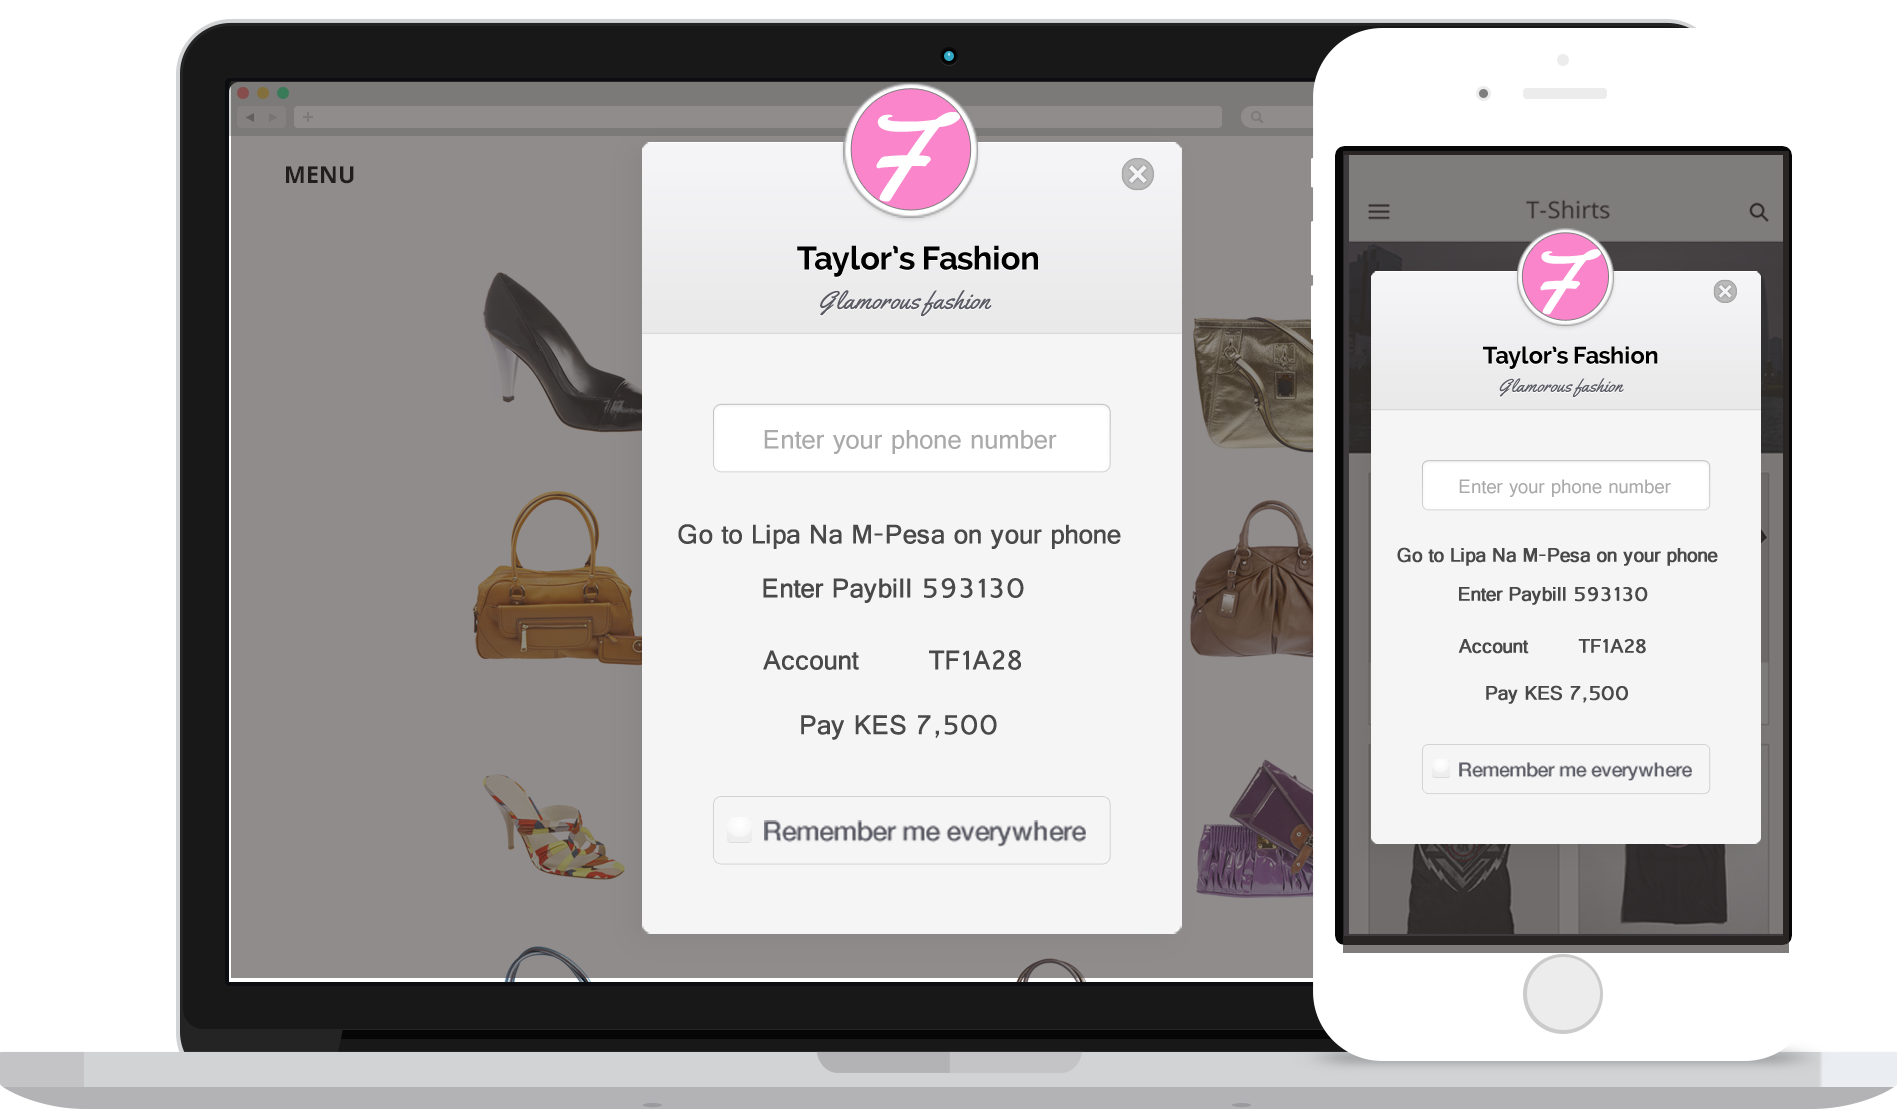 MENU
F
Taylor's Fashion
Glamorous fashion
Enter your phone number
Go to Lipa Na M-Pesa on your phone
Enter Paybill 593130
Account TF1A28
Pay KES 7,500
Remember me everywhere
T-Shirts
F
Taylor's Fashion
Glamorous fashion
Enter your phone number
Go to Lipa Na M-Pesa on your phone
Enter Paybill 593130
Account TF1A28
Pay KES 7,500
Remember me everywhere